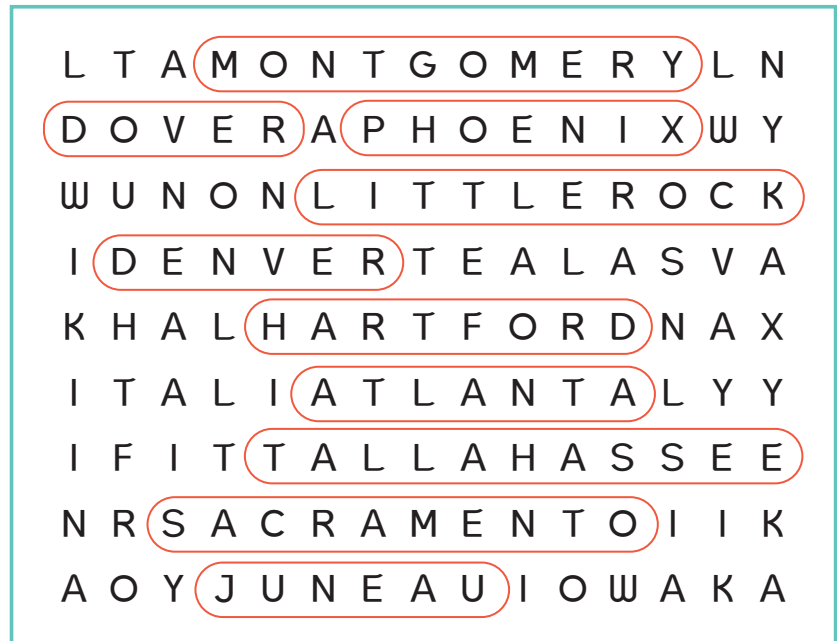 L T A M O N T G O M E R Y L N
D O V E R A P H O E N I X W Y
W U N O N L I T T L E R O C K
I D E N V E R T E A L A S V A
K H A L H A R T F O R D N A X
I T A L I A T L A N T A L Y Y
I F I T T A L L A H A S S E E
N R S A C R A M E N T O I I K
A O Y J U N E A U I O W A K A